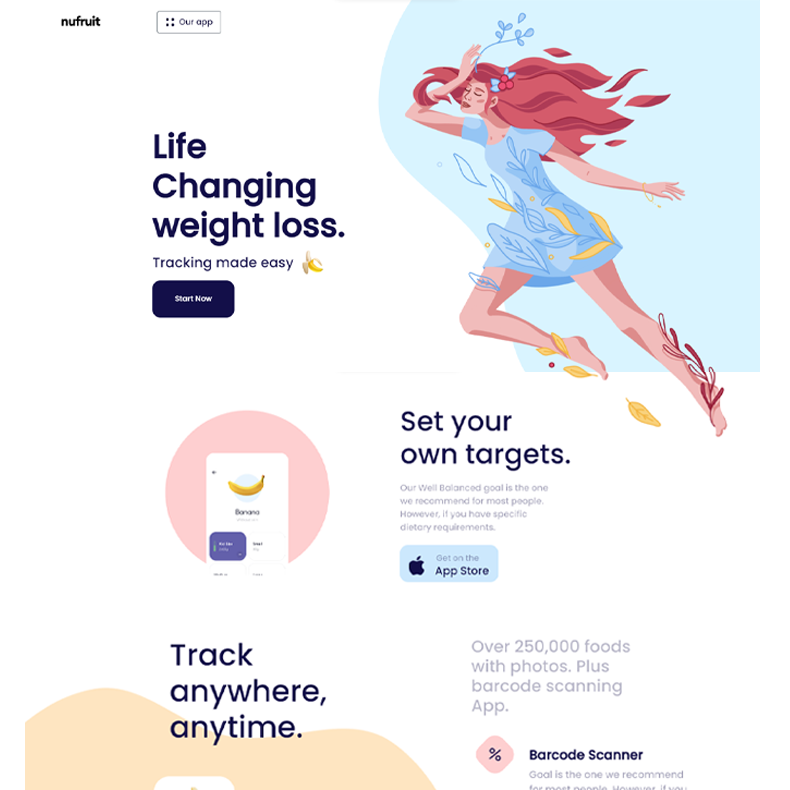 nufruit
Our app
Life
Changing
weight loss.
Tracking made easy
Start Now
Set your
own targets.
Our Well Balanced goal is the one
we recommend for most people.
However, if you have specific
dietary requirements.
Get on the
App Store
Banana
Track
anywhere,
anytime.
Over 250,000 foods
with photos. Plus
barcode scanning
App.
%
Barcode Scanner
Goal is the one we recommend
for most people. However, if you